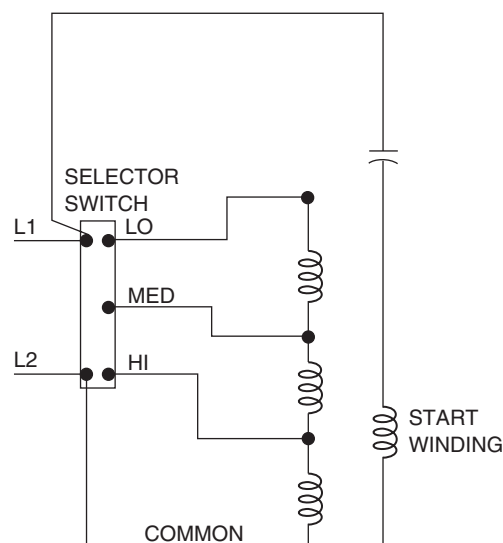 SELECTOR
SWITCH
L1
LO
MED
L2
HI
START
WINDING
COMMON